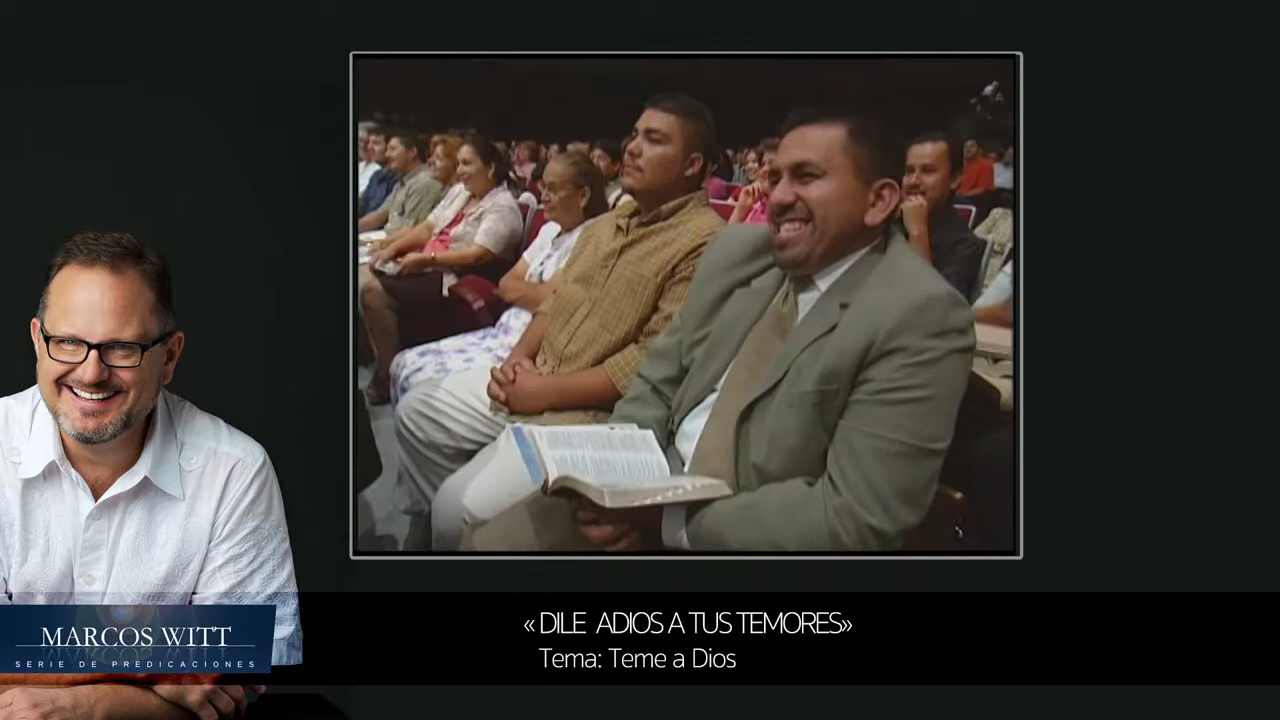 MARCOS WITT
SERIE DE PREDICACIONES
« DILE ADIOS A TUS TEMORES»
Tema: Teme a Dios